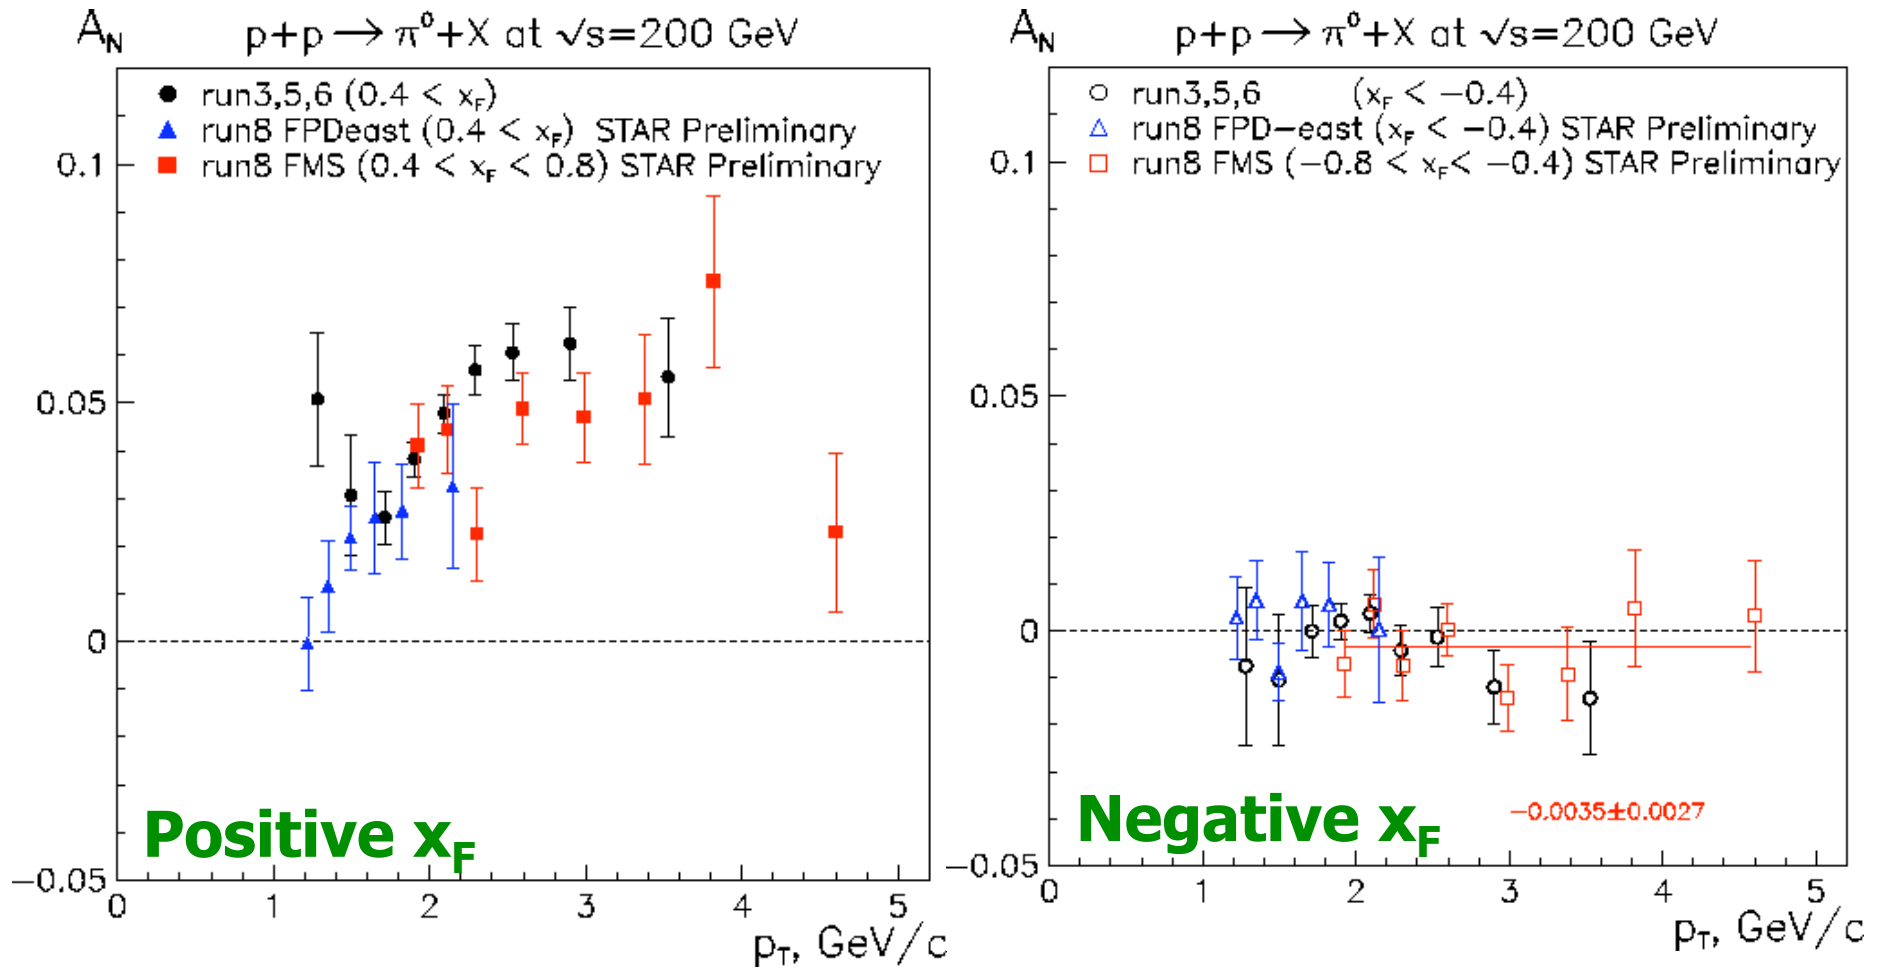 A_N p+p → π⁰+X at √s=200 GeV
run3,5,6 (0.4 < x_F)
run8 FPDeast (0.4 < x_F) STAR Preliminary
run8 FMS (0.4 < x_F < 0.8) STAR Preliminary
0.1
0.05
0
−0.05
Positive x_F
0 1 2 3 4 5
p_T, GeV/c
A_N p+p → π⁰+X at √s=200 GeV
run3,5,6 (x_F < −0.4)
run8 FPD−east (x_F < −0.4) STAR Preliminary
run8 FMS (−0.8 < x_F< −0.4) STAR Preliminary
0.1
0.05
0
−0.05
Negative x_F
−0.0035±0.0027
0 1 2 3 4 5
p_T, GeV/c